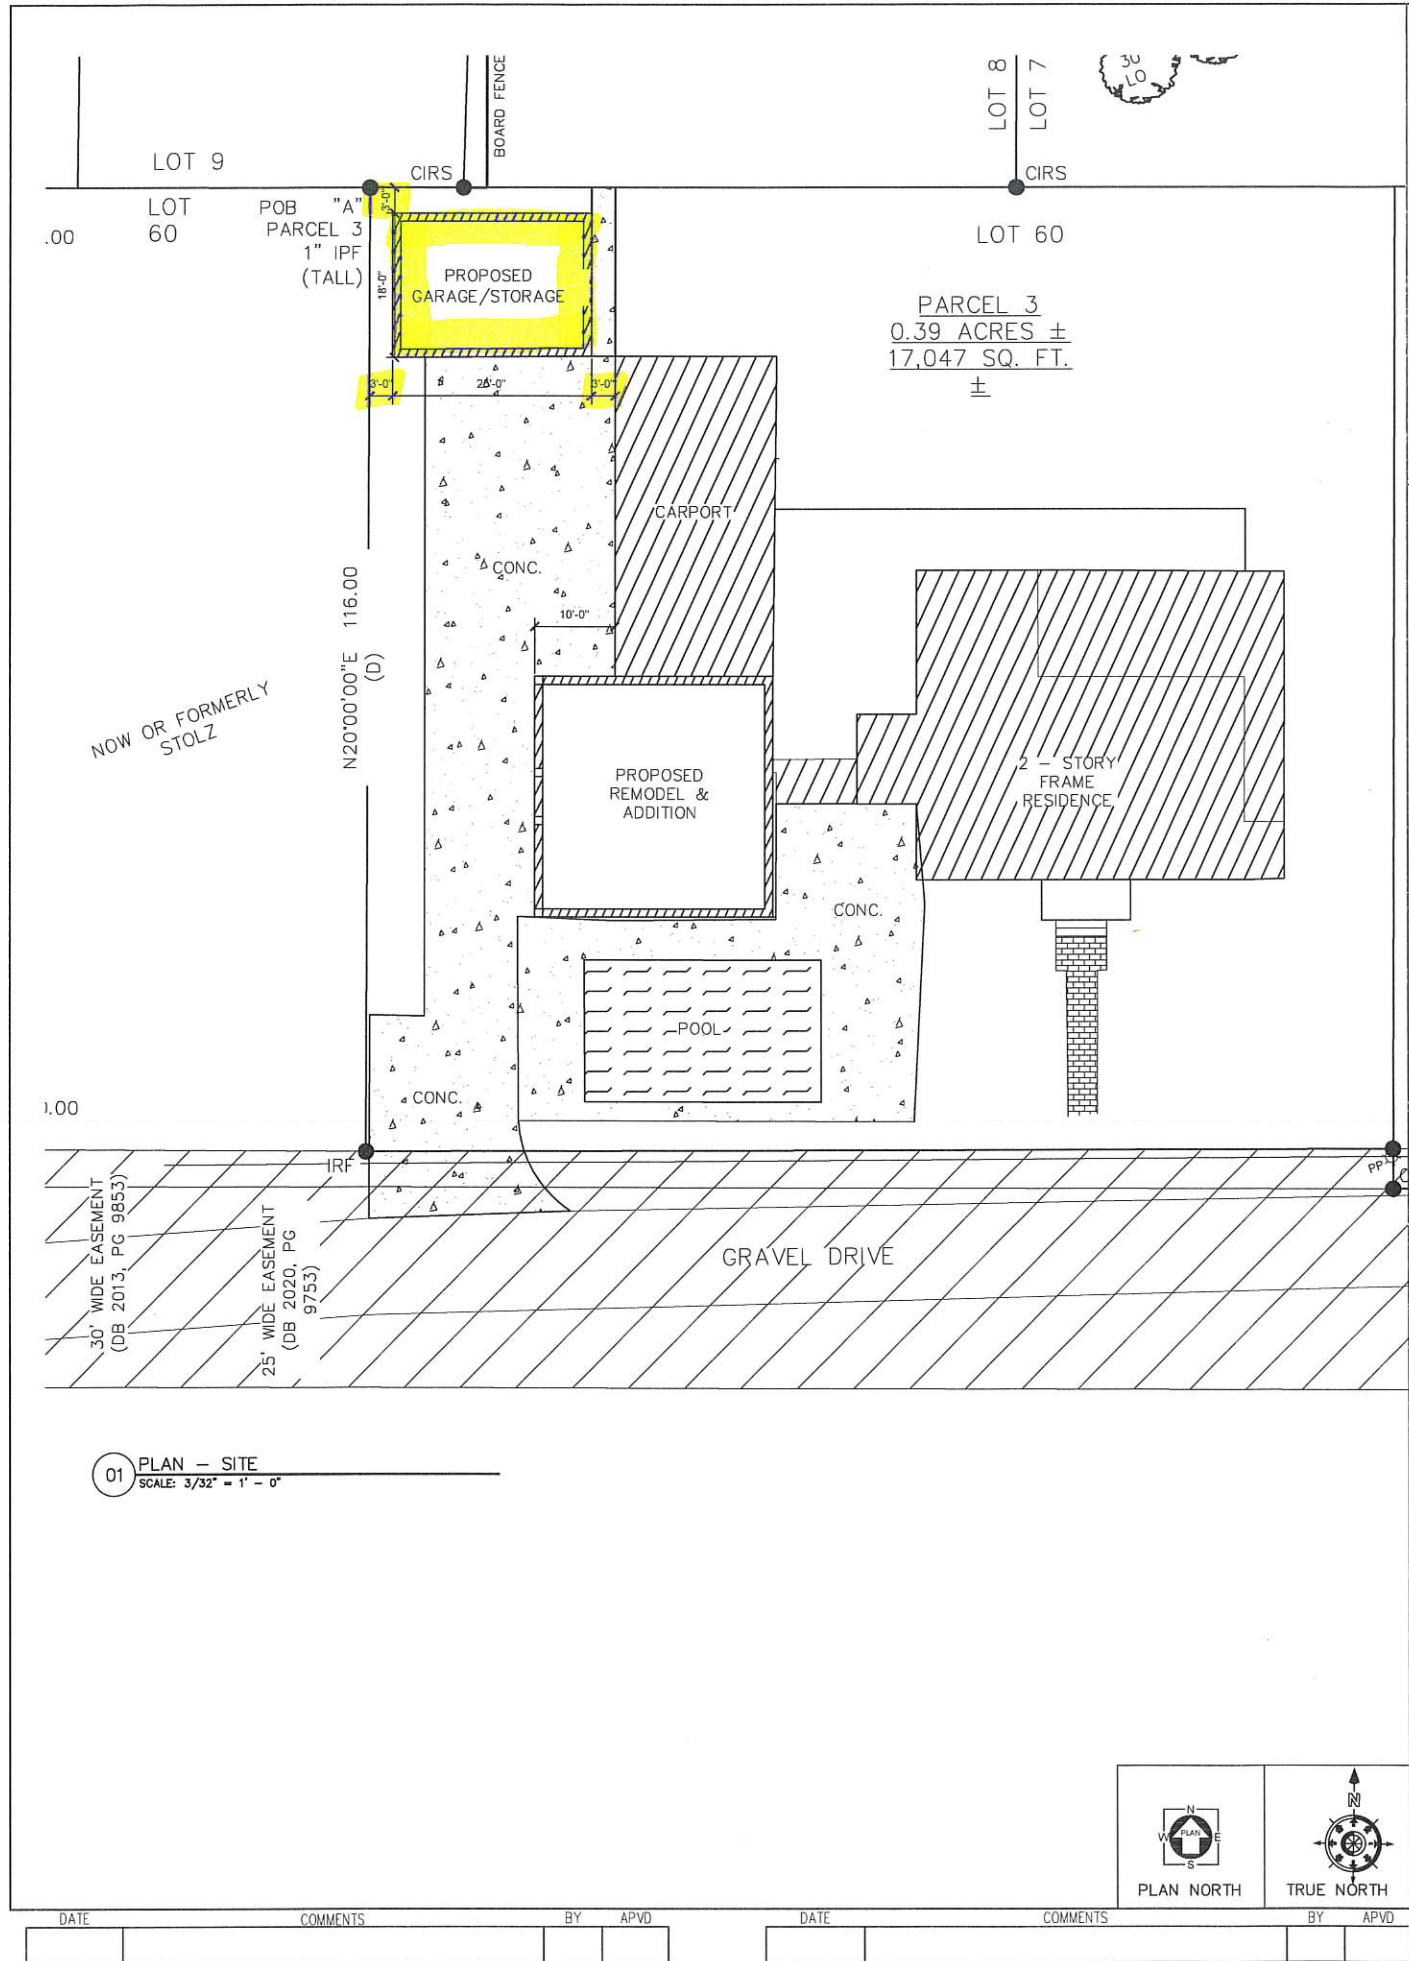 BOARD FENCE
LOT 8
LOT 7
30
LO
LOT 9
CIRS
CIRS
LOT
60
POB "A"
PARCEL 3
1" IPF
(TALL)
.00
3'-0"
18'-0"
PROPOSED
GARAGE/STORAGE
LOT 60
PARCEL 3
0.39 ACRES ±
17,047 SQ. FT.
±
3'-0"
3'-0"
CARPORT
CONC.
10'-0"
N20°00'00"E 116.00
(D)
NOW OR FORMERLY
STOLZ
PROPOSED
REMODEL &
ADDITION
2 - STORY
FRAME
RESIDENCE
CONC.
POOL
CONC.
IRF
PP
30' WIDE EASEMENT
(DB 2013, PG 9853)
25' WIDE EASEMENT
(DB 2020, PG
9753)
GRAVEL DRIVE
01
PLAN - SITE
SCALE: 3/32" = 1' - 0"
N
W
PLAN
E
S
PLAN NORTH
N
TRUE NORTH
DATE COMMENTS BY APVD DATE COMMENTS BY APVD